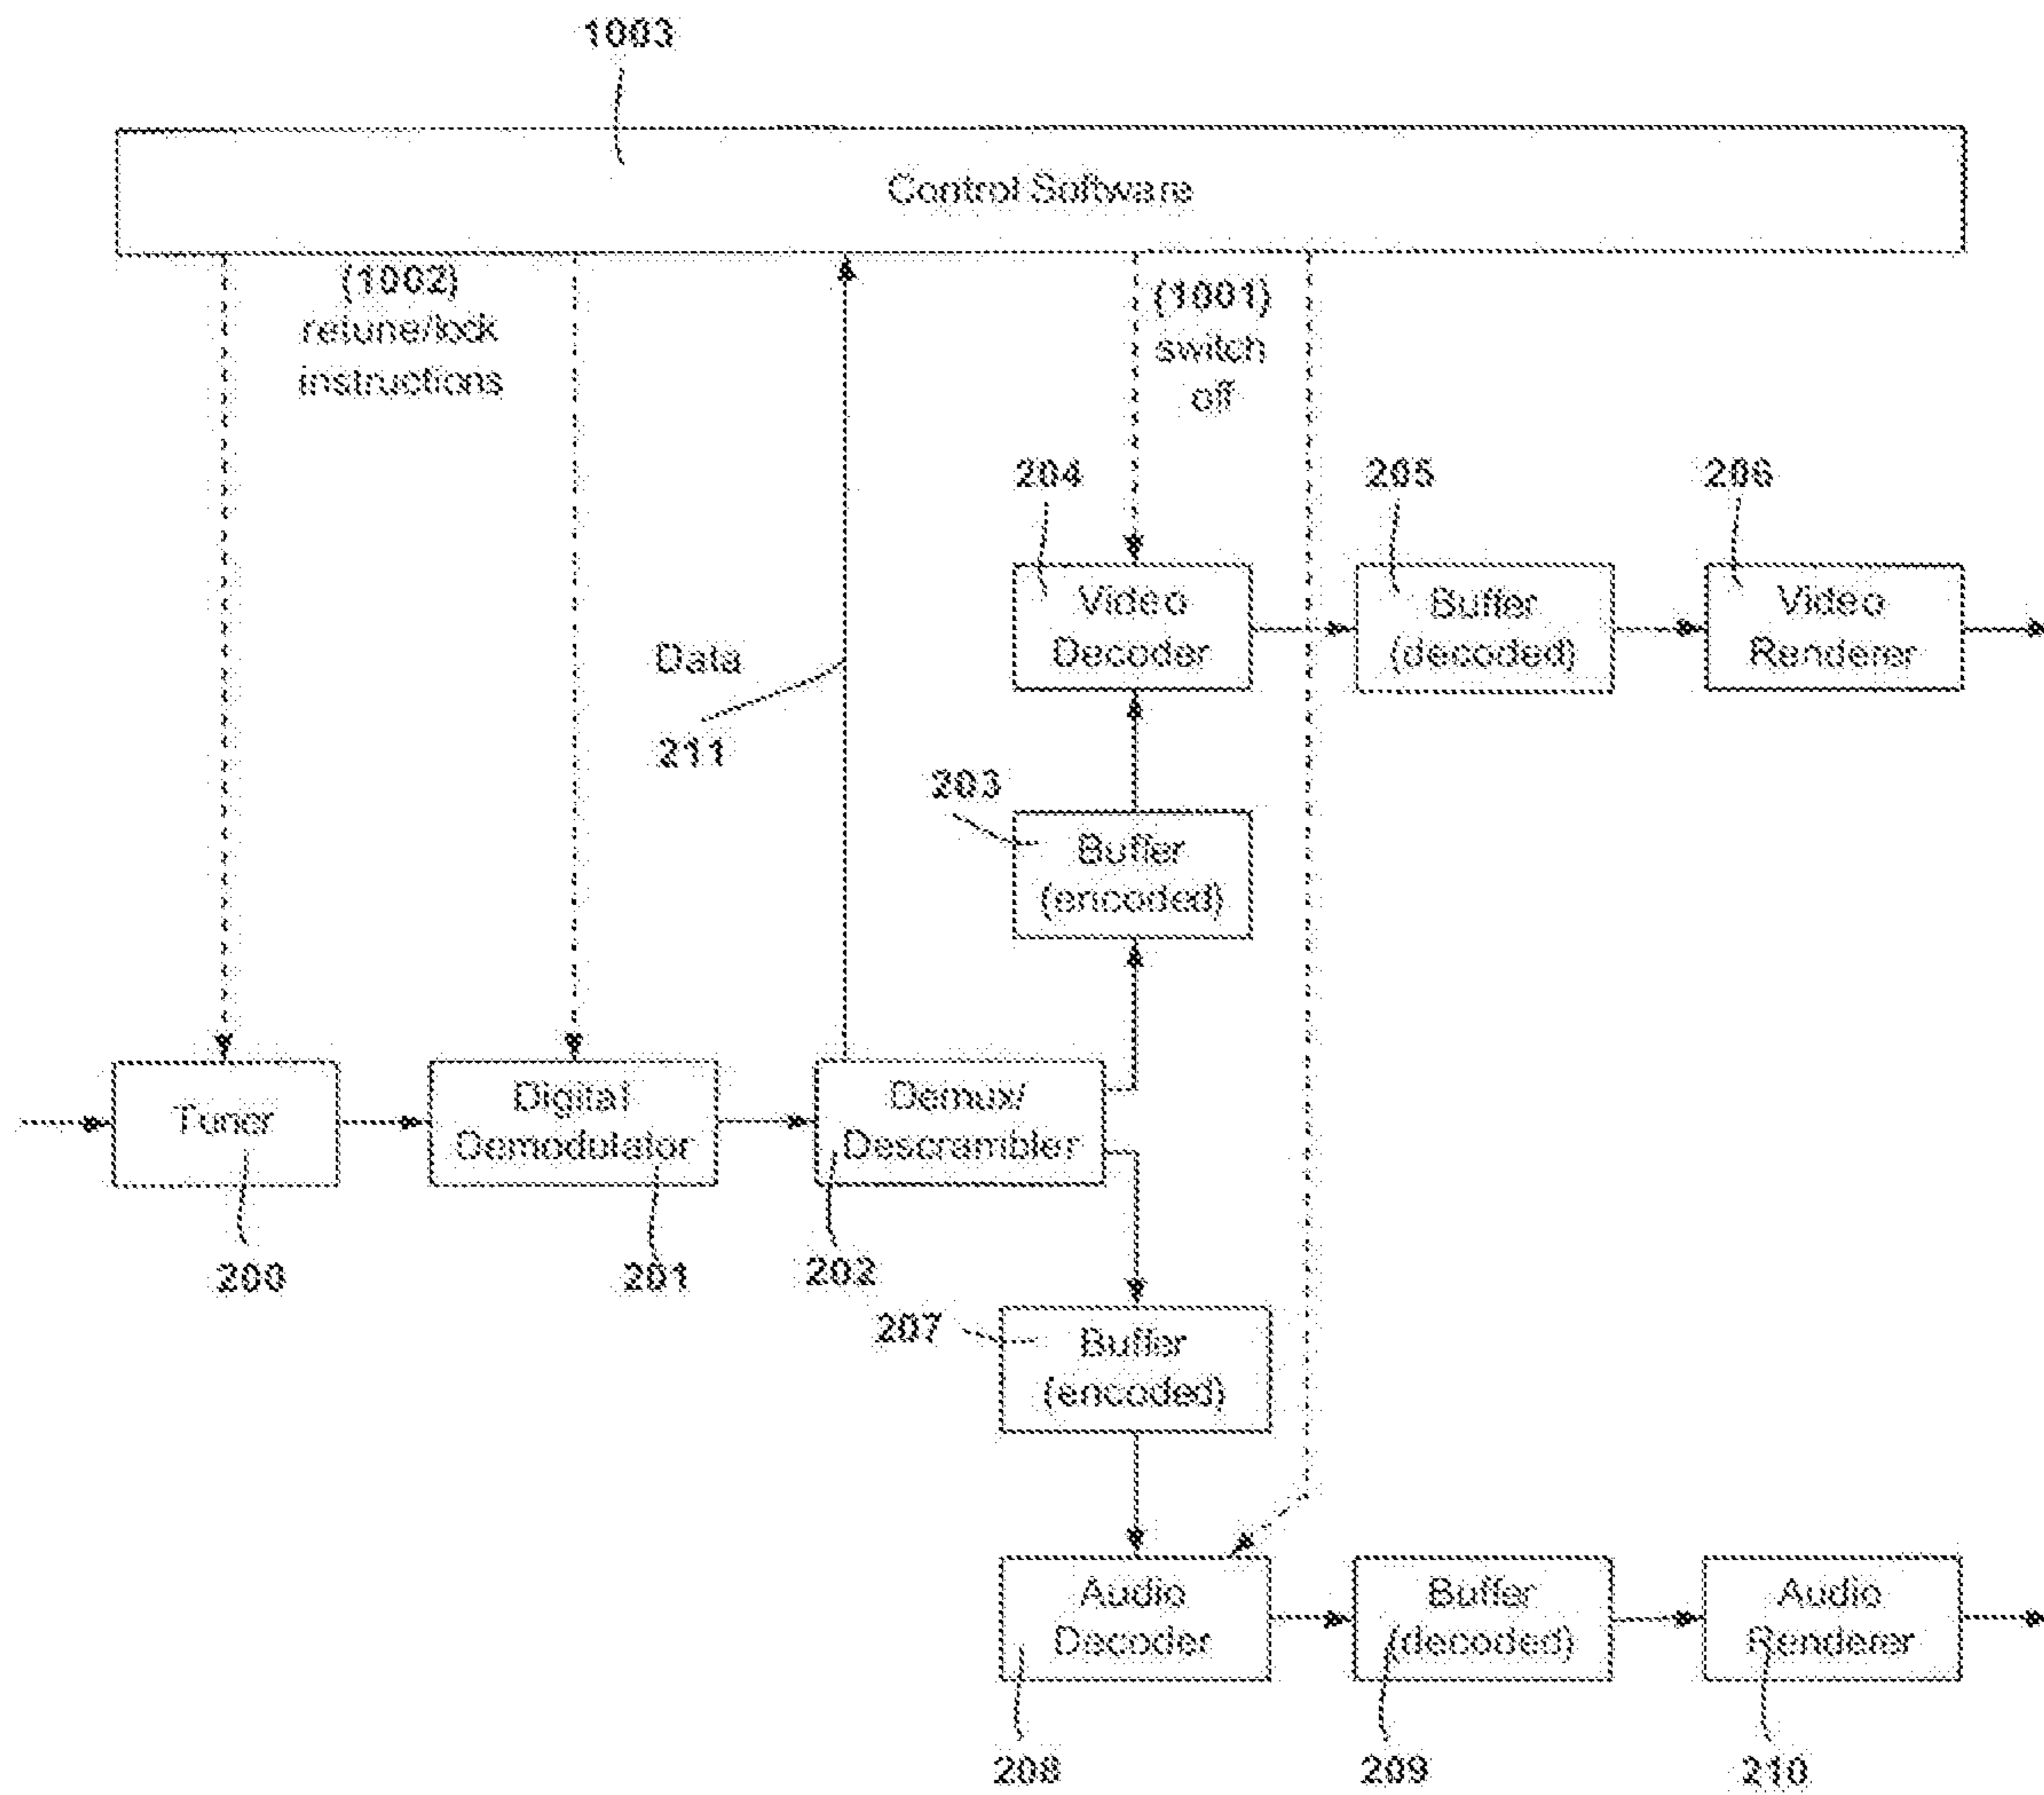 1003
Control Software
(1002)
retune/lock
instructions
(1001)
switch
off
204
205
206
Video
Decoder
Buffer
(decoded)
Video
Renderer
Data
211
203
Buffer
(encoded)
Tuner
Digital
Demodulator
Demux/
Descrambler
200
201
202
207
Buffer
(encoded)
Audio
Decoder
Buffer
(decoded)
Audio
Renderer
208
209
210